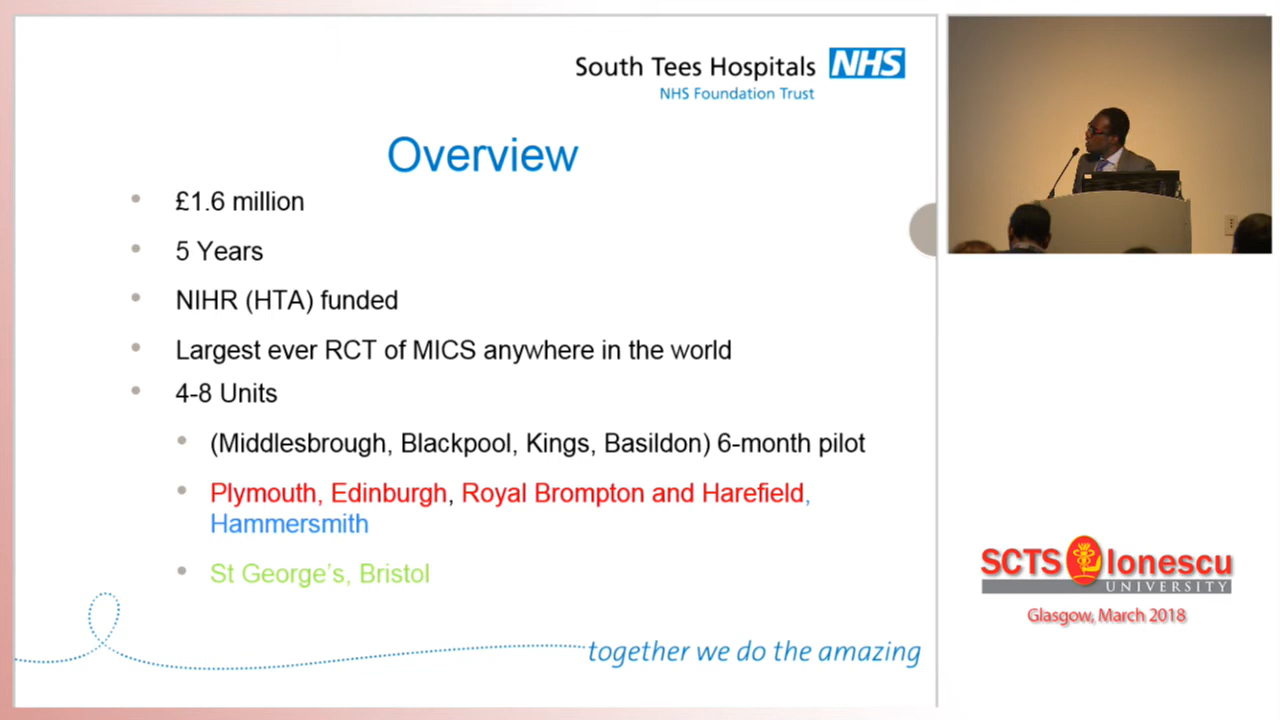 South Tees Hospitals NHS
NHS Foundation Trust
Overview
£1.6 million
5 Years
NIHR (HTA) funded
Largest ever RCT of MICS anywhere in the world
4-8 Units
(Middlesbrough, Blackpool, Kings, Basildon) 6-month pilot
Plymouth, Edinburgh, Royal Brompton and Harefield,
Hammersmith
St George's, Bristol
together we do the amazing
SCTS Ionescu
UNIVERSITY
Glasgow, March 2018